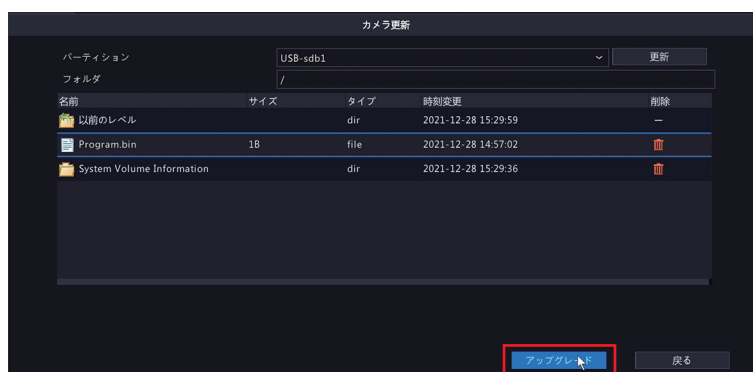 カメラ更新
パーティション USB-sdb1 更新
フォルダ /
名前 サイズ タイプ 時刻変更 削除
以前のレベル dir 2021-12-28 15:29:59 —
Program.bin 1B file 2021-12-28 14:57:02
System Volume Information dir 2021-12-28 15:29:36
アップグレード 戻る